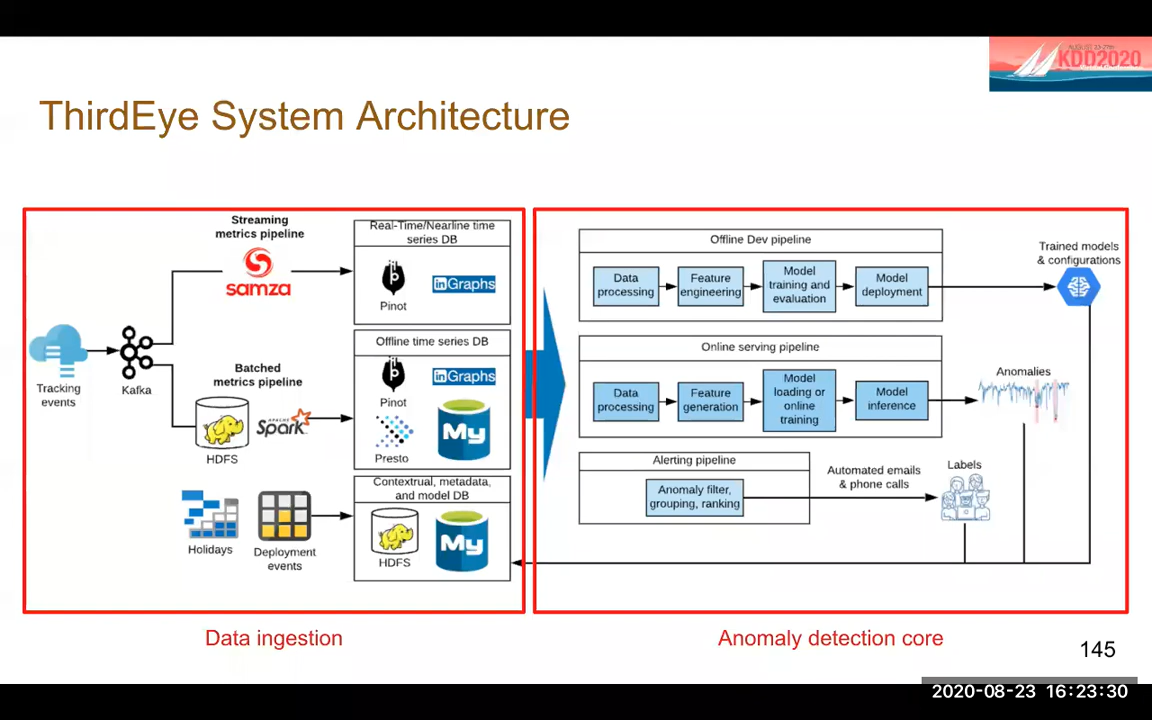 KDD2020
ThirdEye System Architecture
Streaming
metrics pipeline
samza
Real-Time/Nearline time
series DB
Pinot
inGraphs
Tracking
events
Kafka
Batched
metrics pipeline
HDFS
APACHE
Spark
Offline time series DB
Pinot
inGraphs
Presto
My
Holidays
Deployment
events
Contextrual, metadata,
and model DB
HDFS
My
Data ingestion
Offline Dev pipeline
Data
processing
Feature
engineering
Model
training and
evaluation
Model
deployment
Trained models
& configurations
Online serving pipeline
Data
processing
Feature
generation
Model
loading or
online
training
Model
inference
Anomalies
Alerting pipeline
Anomaly filter,
grouping, ranking
Automated emails
& phone calls
Labels
Anomaly detection core
145
2020-08-23 16:23:30